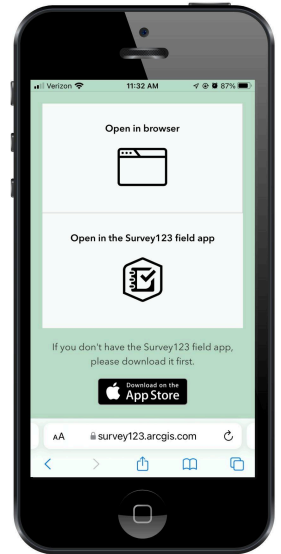 Verizon 11:32 AM 87%
Open in browser
Open in the Survey123 field app
If you don't have the Survey123 field app,
please download it first.
Download on the
App Store
AA survey123.arcgis.com